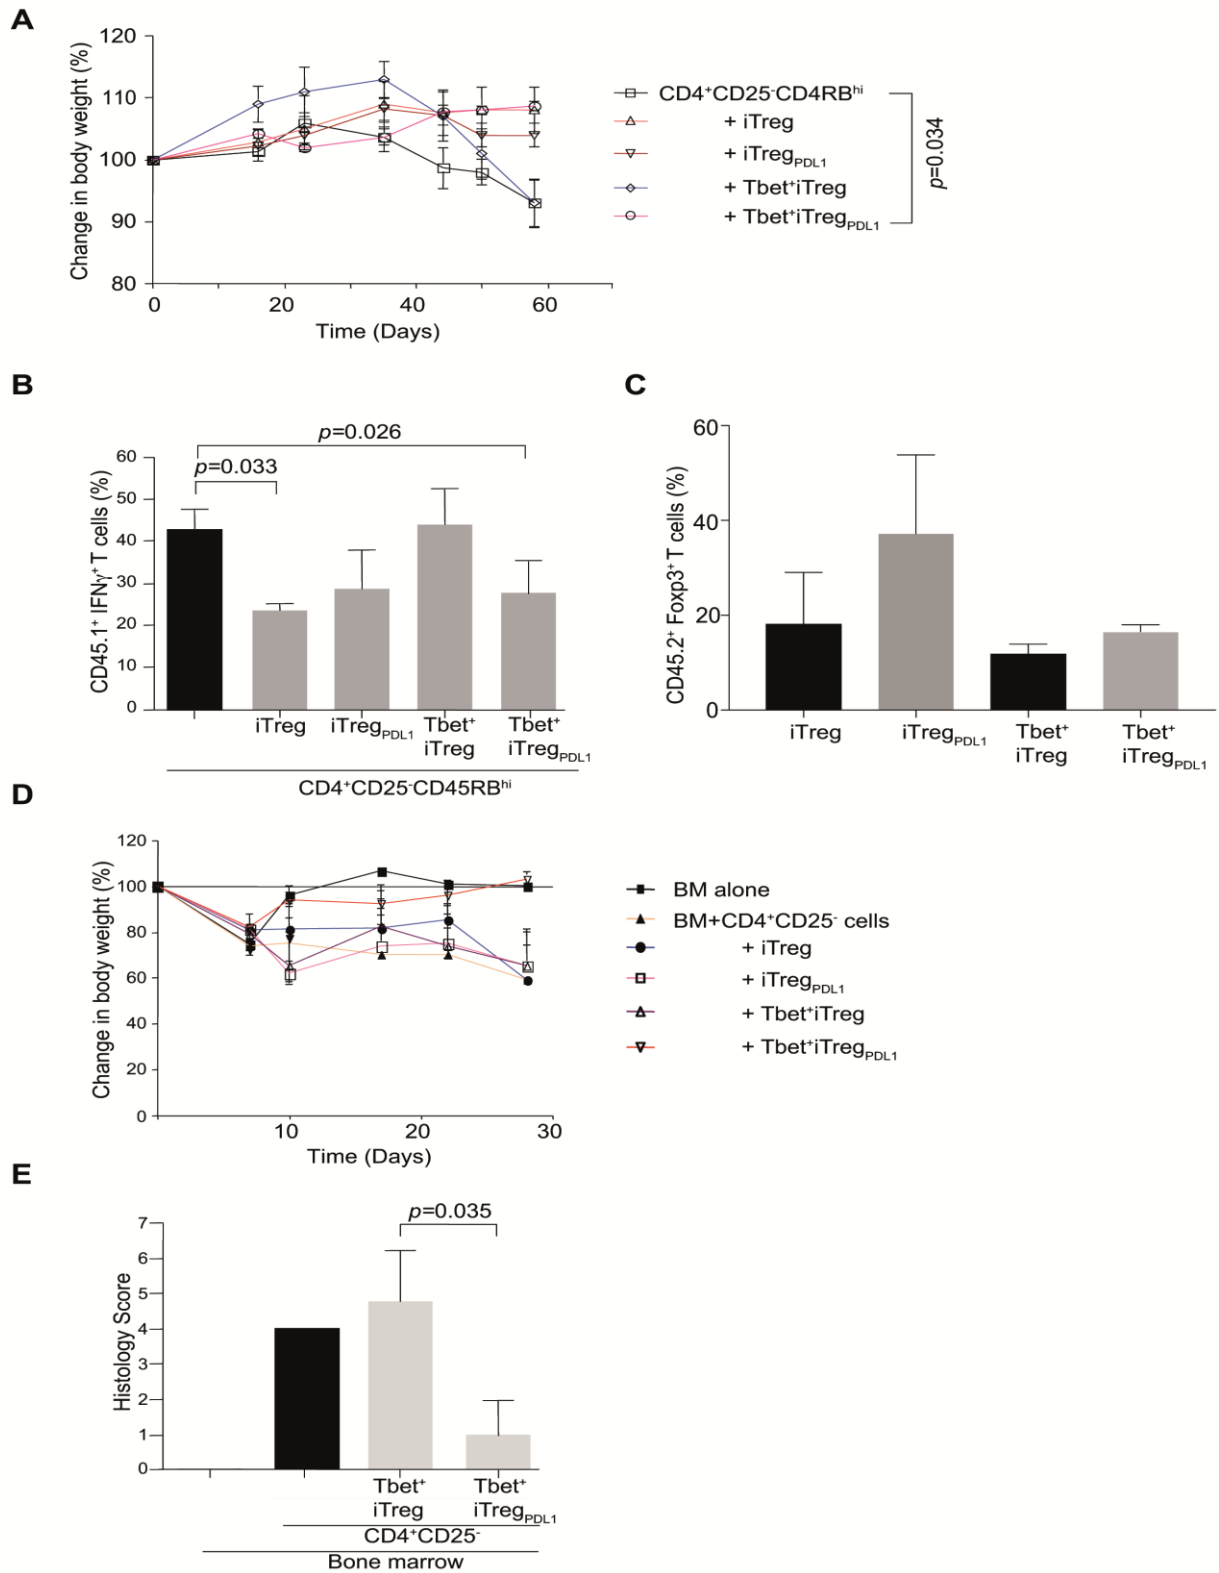 A
Change in body weight (%)
120
110
100
90
80
0 20 40 60
Time (Days)
CD4⁺CD25⁻CD4RBʰⁱ
+ iTreg
+ iTregPDL1
+ Tbet⁺iTreg
+ Tbet⁺iTregPDL1
p=0.034
B
CD45.1⁺ IFNγ⁺ T cells (%)
p=0.026
p=0.033
60
50
40
30
20
10
0
iTreg iTregPDL1 Tbet⁺ Tbet⁺
iTreg iTregPDL1
CD4⁺CD25⁻CD45RBʰⁱ
C
CD45.2⁺ Foxp3⁺ T cells (%)
60
40
20
0
iTreg iTregPDL1 Tbet⁺ Tbet⁺
iTreg iTregPDL1
D
Change in body weight (%)
120
100
80
60
40
20
0
10 20 30
Time (Days)
BM alone
BM+CD4⁺CD25⁻ cells
+ iTreg
+ iTregPDL1
+ Tbet⁺iTreg
+ Tbet⁺iTregPDL1
E
Histology Score
p=0.035
7
6
5
4
3
2
1
0
Tbet⁺ Tbet⁺
iTreg iTregPDL1
CD4⁺CD25⁻
Bone marrow